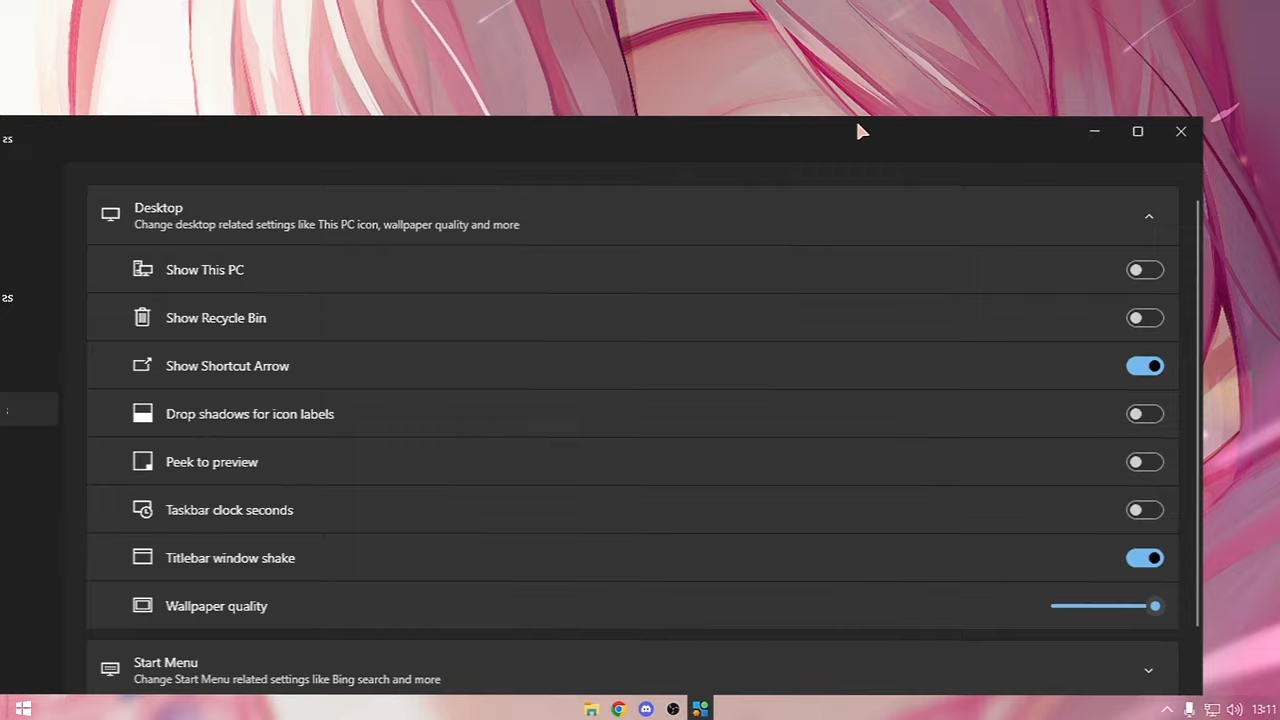 Desktop
Change desktop related settings like This PC icon, wallpaper quality and more
Show This PC
Show Recycle Bin
Show Shortcut Arrow
Drop shadows for icon labels
Peek to preview
Taskbar clock seconds
Titlebar window shake
Wallpaper quality
Start Menu
Change Start Menu related settings like Bing search and more
13:11